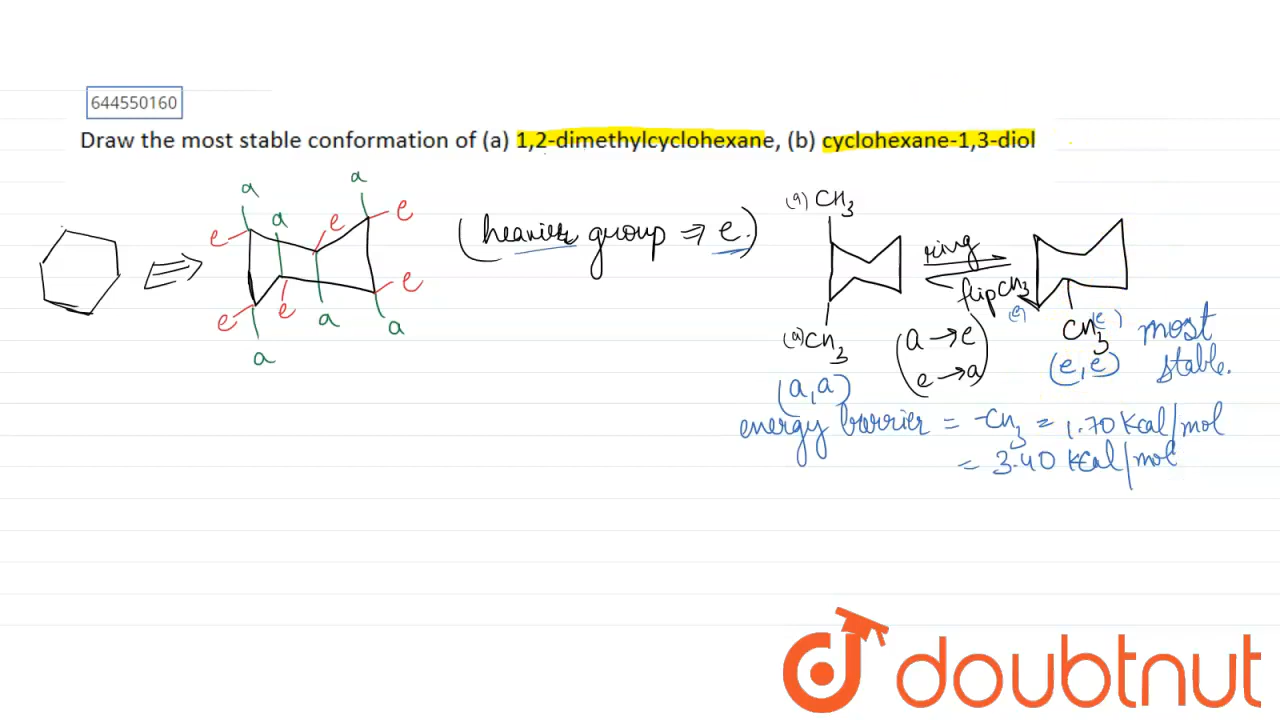 644550160
Draw the most stable conformation of (a) 1,2-dimethylcyclohexane, (b) cyclohexane-1,3-diol
a
a
a
e
e
e
e
e
e
a
a
a
(heavier group ⇒ e.)
(a) CH3
(a) CH3
(a, a)
ring
flip
(a → e
e → a)
CH3
(e)
CH3
(e)
(e, e)
most
stable.
energy barrier = -CH3 = 1.70 Kcal/mol
= 3.40 kcal/mol
doubtnut